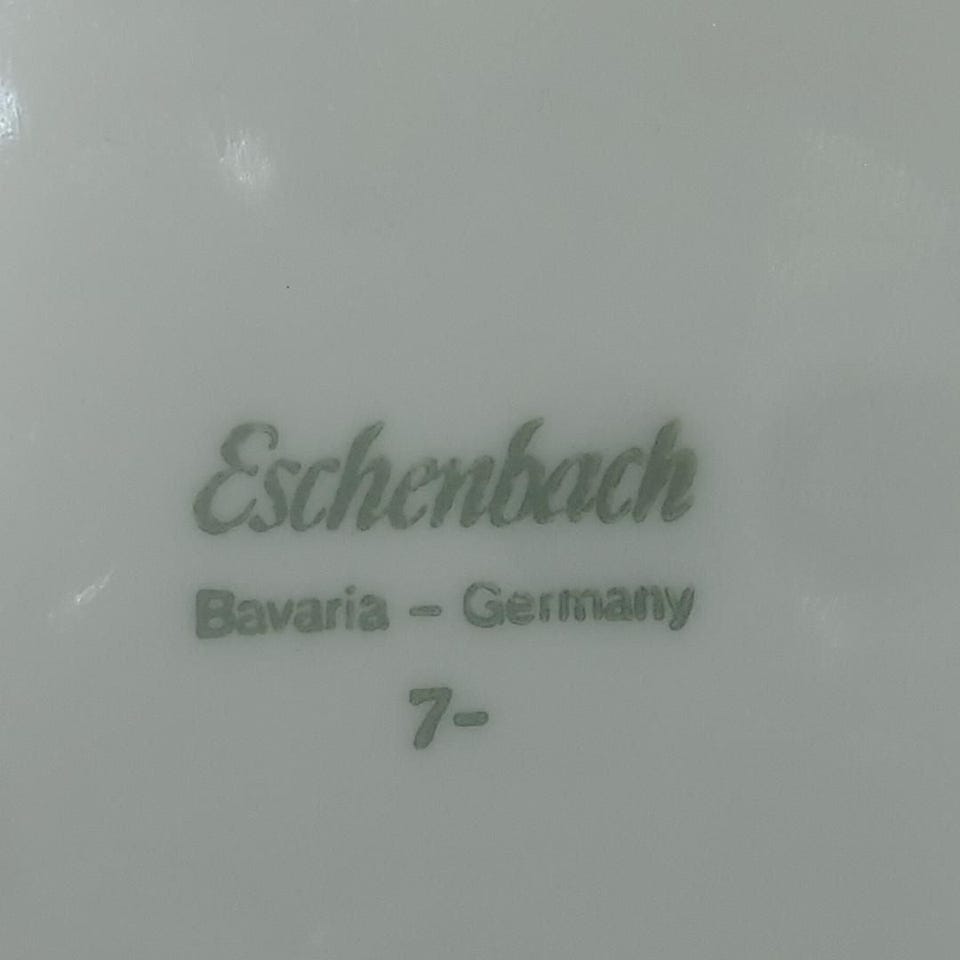 Eschenbach
Bavaria - Germany
7-